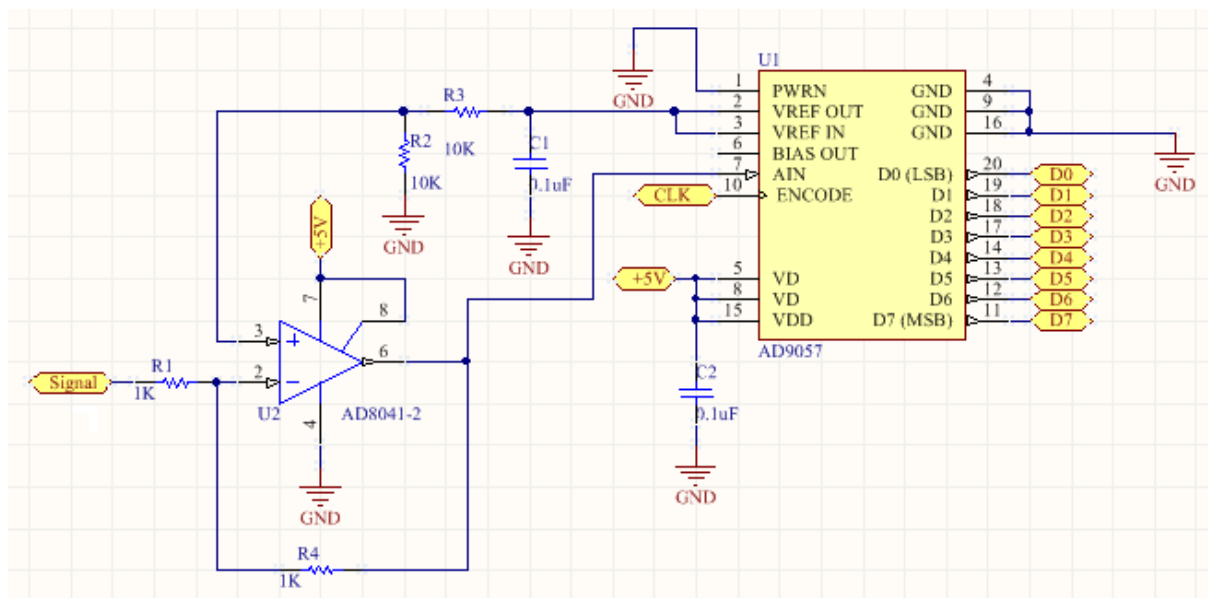 U1
1 PWRN GND 4
2 VREF OUT GND 9
3 VREF IN GND 16
6 BIAS OUT
7 AIN D0 (LSB) 20 D0
CLK 10 ENCODE D1 19 D1
D2 18 D2
D3 17 D3
D4 14 D4
+5V 5 VD D5 13 D5
8 VD D6 12 D6
15 VDD D7 (MSB) 11 D7
AD9057
GND
GND
R3
10K
R2
10K
GND
C1
0.1uF
GND
+5V
7
8
3
R1
Signal
1K
2
6
U2
4
AD8041-2
GND
R4
1K
C2
0.1uF
GND